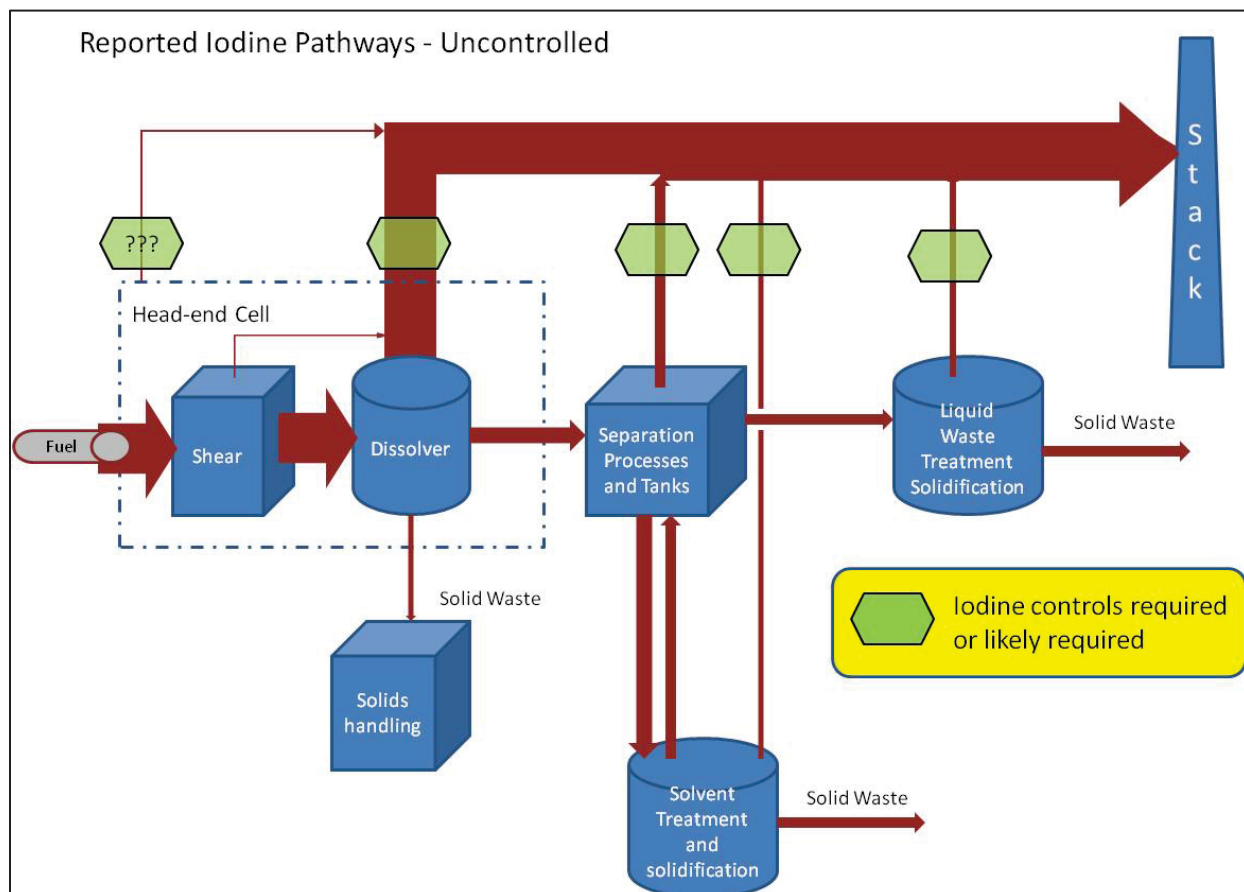 Reported Iodine Pathways - Uncontrolled
S
t
a
c
k
???
Head-end Cell
Fuel
Shear
Dissolver
Separation
Processes
and Tanks
Liquid
Waste
Treatment
Solidification
Solid Waste
Solid Waste
Solids
handling
Iodine controls required
or likely required
Solvent
Treatment
and
solidification
Solid Waste